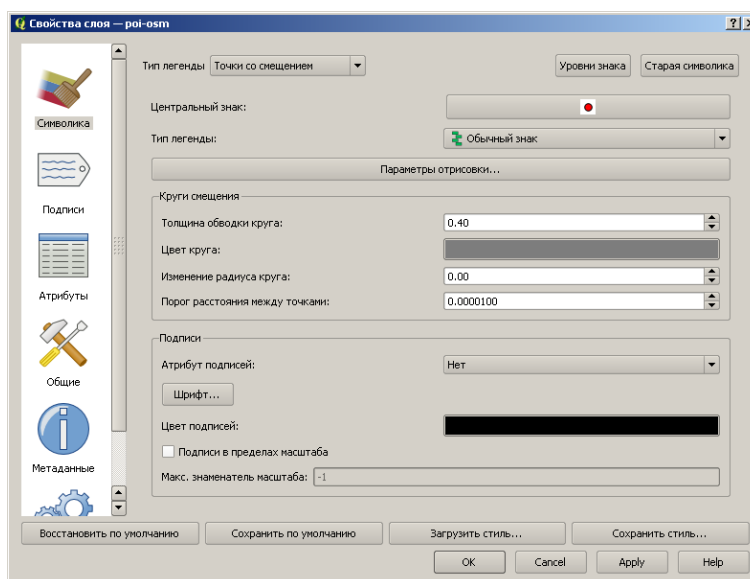 Свойства слоя — poi-osm
Тип легенды Точки со смещением Уровни знака Старая символика
Символика
Центральный знак:
Тип легенды: Обычный знак
Параметры отрисовки...
Подписи
Круги смещения
Толщина обводки круга: 0.40
Цвет круга:
Изменение радиуса круга: 0.00
Порог расстояния между точками: 0.0000100
Атрибуты
Подписи
Атрибут подписей: Нет
Шрифт...
Общие
Цвет подписей:
Подписи в пределах масштаба
Макс. знаменатель масштаба: -1
Метаданные
Восстановить по умолчанию Сохранить по умолчанию Загрузить стиль... Сохранить стиль...
OK Cancel Apply Help